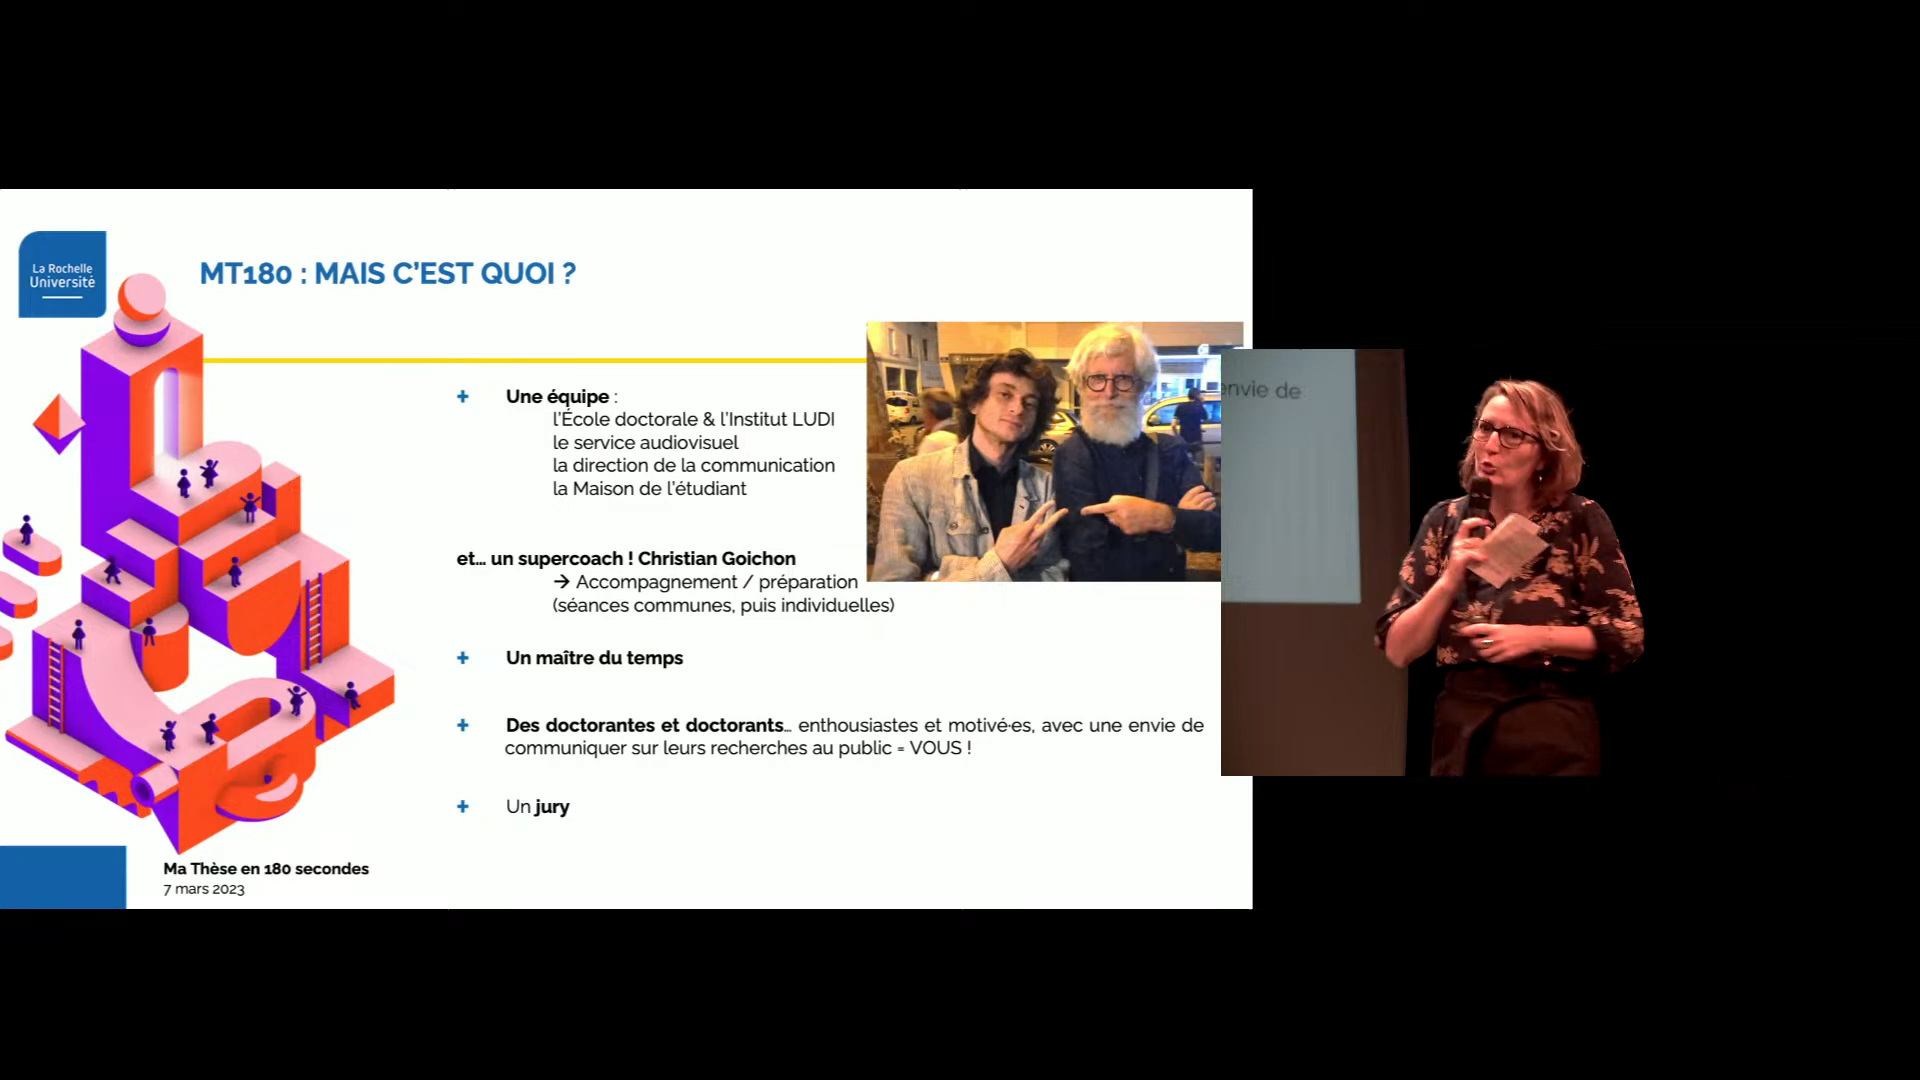 La Rochelle
Université
MT180 : MAIS C'EST QUOI ?
+ Une équipe :
l'École doctorale & l'Institut LUDI
le service audiovisuel
la direction de la communication
la Maison de l'étudiant
et… un supercoach ! Christian Goichon
→ Accompagnement / préparation
(séances communes, puis individuelles)
+ Un maître du temps
+ Des doctorantes et doctorants… enthousiastes et motivé·es, avec une envie de
communiquer sur leurs recherches au public = VOUS !
+ Un jury
Ma Thèse en 180 secondes
7 mars 2023
envie de